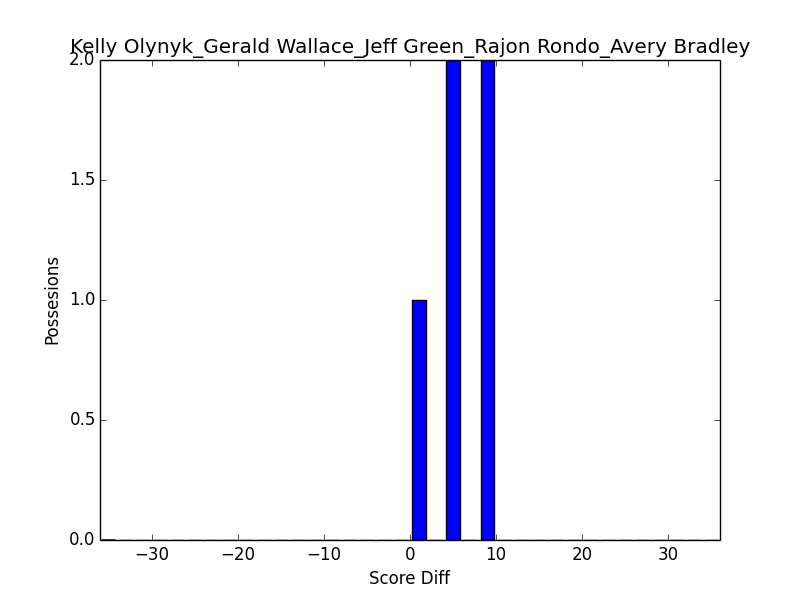 Kelly Olynyk_Gerald Wallace_Jeff Green_Rajon Rondo_Avery Bradley
2.0
1.5
1.0
0.5
0.0
Possesions
−30 −20 −10 0 10 20 30
Score Diff